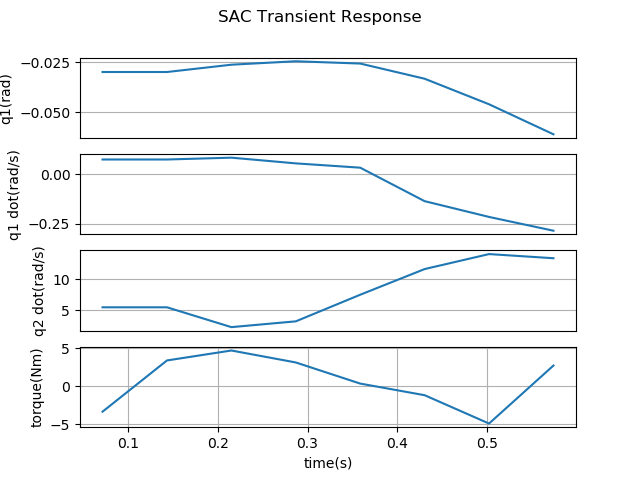 SAC Transient Response
−0.025
−0.050
q1(rad)
0.00
−0.25
q1 dot(rad/s)
10
5
q2 dot(rad/s)
5
0
−5
torque(Nm)
0.1 0.2 0.3 0.4 0.5
time(s)